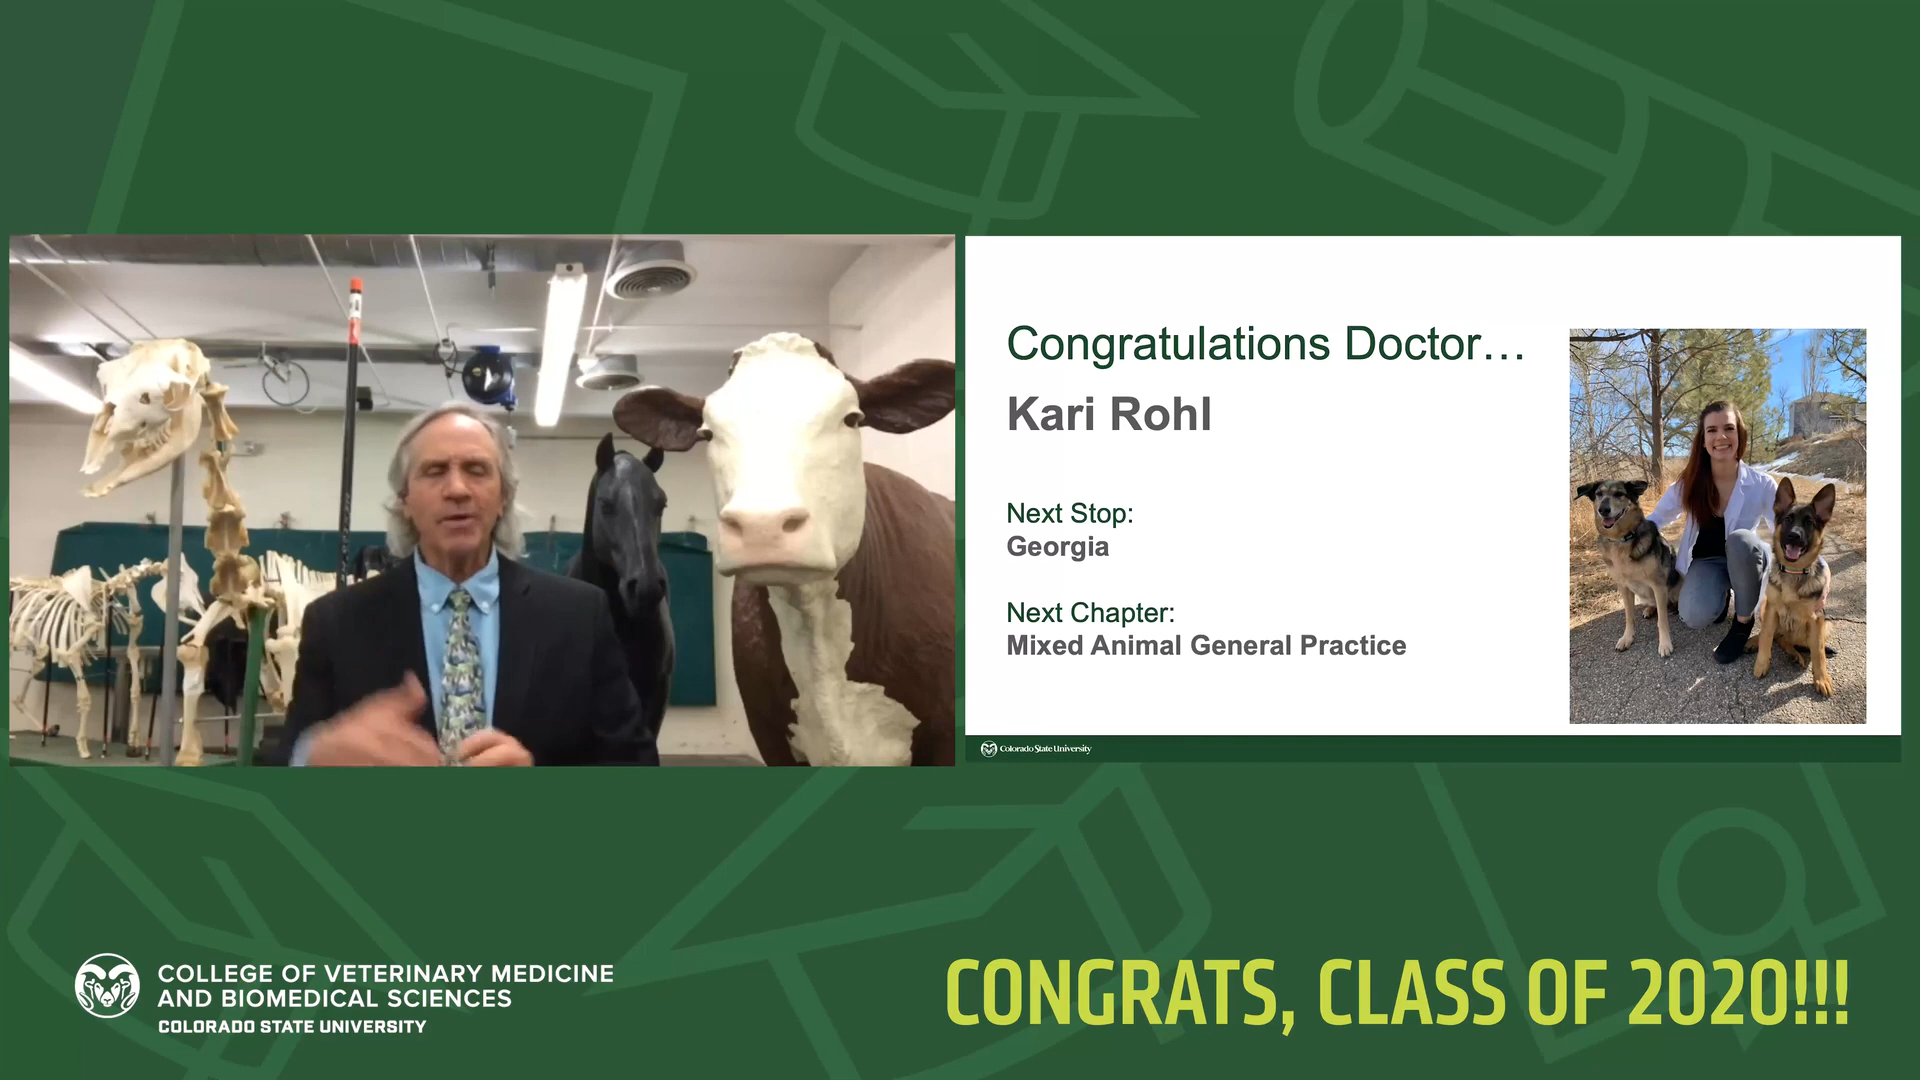 Congratulations Doctor…
Kari Rohl
Next Stop:
Georgia
Next Chapter:
Mixed Animal General Practice
Colorado State University
COLLEGE OF VETERINARY MEDICINE
AND BIOMEDICAL SCIENCES
COLORADO STATE UNIVERSITY
CONGRATS, CLASS OF 2020!!!